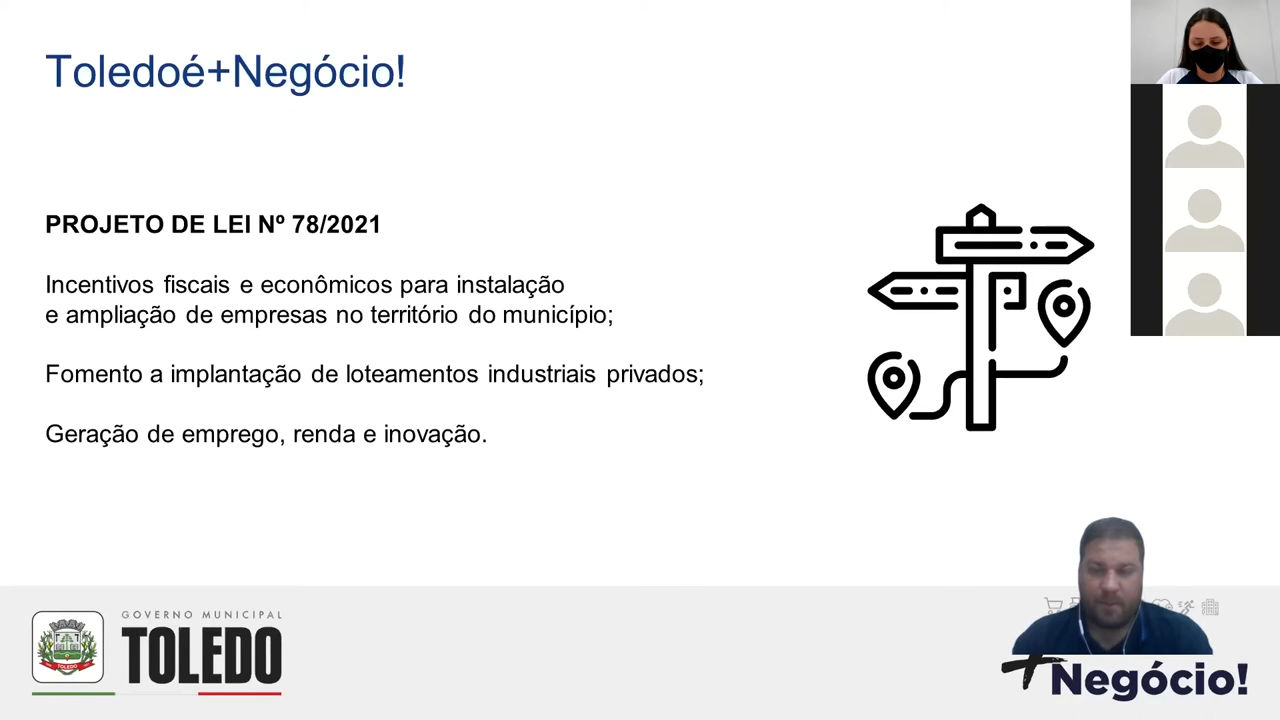 Toledoé+Negócio!
PROJETO DE LEI Nº 78/2021
Incentivos fiscais e econômicos para instalação
e ampliação de empresas no território do município;
Fomento a implantação de loteamentos industriais privados;
Geração de emprego, renda e inovação.
GOVERNO MUNICIPAL
TOLEDO
TOLEDO
+Negócio!